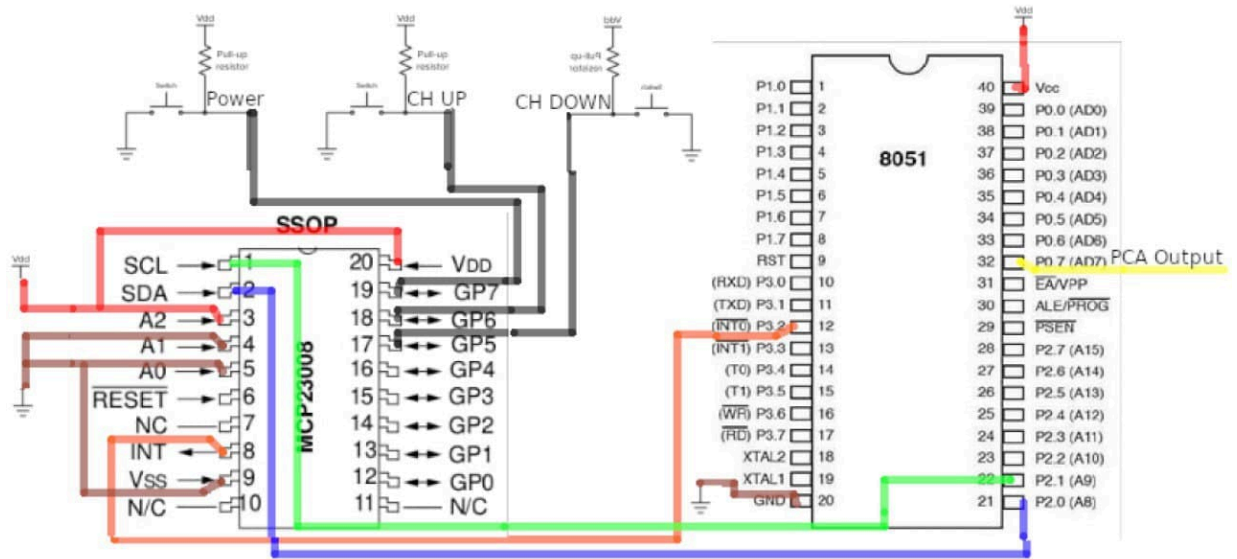 Vdd
Pull-up
resistor
Switch
Power
Vdd
Pull-up
resistor
Switch
CH UP
Vdd
Pull-up
resistor
Switch
CH DOWN
SSOP
MCP23008
Vdd
SCL 1
SDA 2
A2 3
A1 4
A0 5
RESET 6
NC 7
INT 8
VSS 9
N/C 10
20 VDD
19 GP7
18 GP6
17 GP5
16 GP4
15 GP3
14 GP2
13 GP1
12 GP0
11 N/C
8051
P1.0 1
P1.1 2
P1.2 3
P1.3 4
P1.4 5
P1.5 6
P1.6 7
P1.7 8
RST 9
(RXD) P3.0 10
(TXD) P3.1 11
(INT0) P3.2 12
(INT1) P3.3 13
(T0) P3.4 14
(T1) P3.5 15
(WR) P3.6 16
(RD) P3.7 17
XTAL2 18
XTAL1 19
GND 20
Vdd
40 Vcc
39 P0.0 (AD0)
38 P0.1 (AD1)
37 P0.2 (AD2)
36 P0.3 (AD3)
35 P0.4 (AD4)
34 P0.5 (AD5)
33 P0.6 (AD6)
32 P0.7 (AD7) PCA Output
31 EA/VPP
30 ALE/PROG
29 PSEN
28 P2.7 (A15)
27 P2.6 (A14)
26 P2.5 (A13)
25 P2.4 (A12)
24 P2.3 (A11)
23 P2.2 (A10)
22 P2.1 (A9)
21 P2.0 (A8)